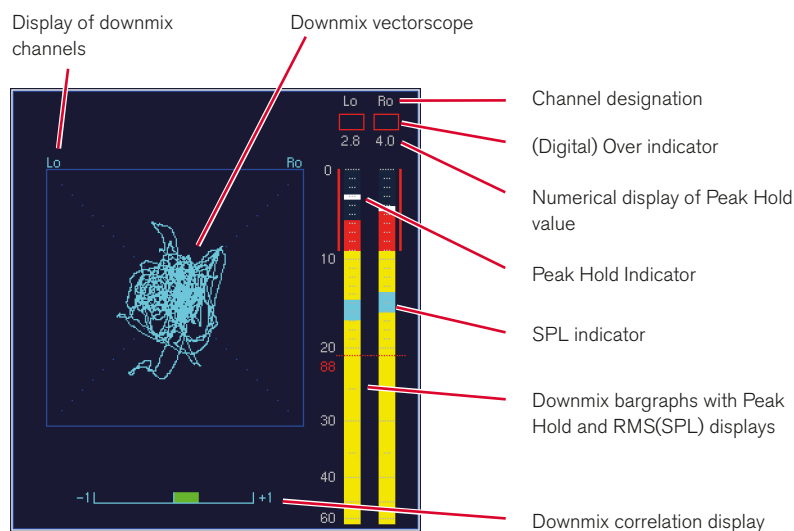 Display of downmix
channels
Downmix vectorscope
Lo Ro
2.8 4.0
Lo Ro
0
10
20
88
30
40
60
-1 +1
Channel designation
(Digital) Over indicator
Numerical display of Peak Hold
value
Peak Hold Indicator
SPL indicator
Downmix bargraphs with Peak
Hold and RMS(SPL) displays
Downmix correlation display